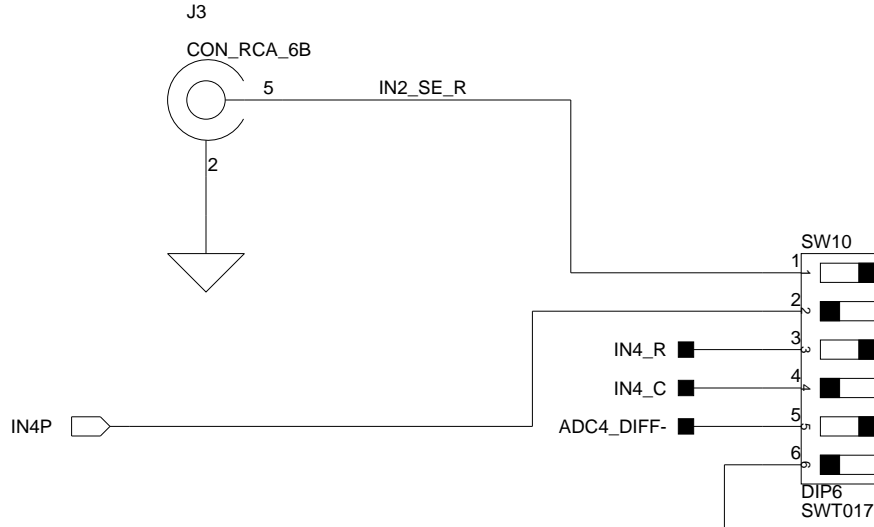 J3
CON_RCA_6B
5
IN2_SE_R
2
SW10
1
1
2
2
IN4_R
3
3
IN4_C
4
4
IN4P
ADC4_DIFF-
5
5
6
6
DIP6
SWT017